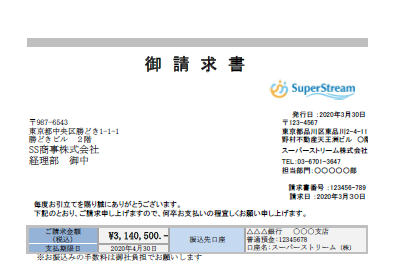 御 請 求 書
SuperStream
発行日：2020年3月30日
〒987-6543
東京都中央区勝どき1-1-1
勝どきビル　２階
SS商事株式会社
経理部　御中
〒123-4567
東京都品川区東品川2-4-11
野村不動産天王洲ビル
スーパーストリーム株式会社
TEL：03-6701-3647
担当部門：〇〇〇〇〇部
請求書番号：123456-789
請求日：2020年3月30日
毎度お引立てを賜り誠にありがとうございます。
下記のとおり、ご請求申し上げますので、何卒お支払いの程宜しくお願い申し上げます。
ご請求金額
（税込）
¥3,140,500.-
支払期限日
2020年4月30日
振込先口座
△△△銀行　〇〇〇支店
普通預金：12345678
口座名：スーパーストリーム（株）
※お振込みの手数料は御社負担でお願いします